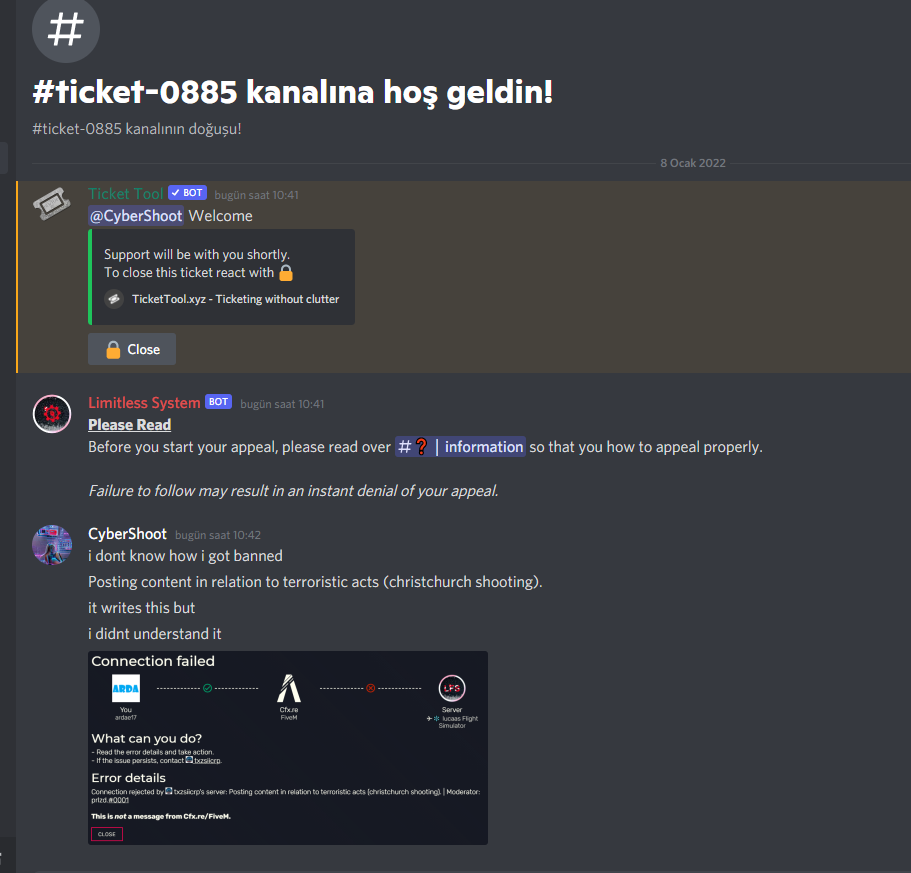 #ticket-0885 kanalına hoş geldin!
#ticket-0885 kanalının doğuşu!
8 Ocak 2022
Ticket Tool ✓ BOT bugün saat 10:41
@CyberShoot Welcome
Support will be with you shortly.
To close this ticket react with 🔒
TicketTool.xyz - Ticketing without clutter
🔒 Close
Limitless System BOT bugün saat 10:41
Please Read
Before you start your appeal, please read over #❓ | information so that you how to appeal properly.
Failure to follow may result in an instant denial of your appeal.
CyberShoot bugün saat 10:42
i dont know how i got banned
Posting content in relation to terroristic acts (christchurch shooting).
it writes this but
i didnt understand it
Connection failed
ARDA
LFS
You
Cfx.re
Server
ardae17
FiveM
lucaas Flight
Simulator
What can you do?
- Read the error details and take action.
- If the issue persists, contact txzsiicrp.
Error details
Connection rejected by txzsiicrp's server: Posting content in relation to terroristic acts (christchurch shooting). | Moderator:
prlzd.#0001
This is not a message from Cfx.re/FiveM.
CLOSE